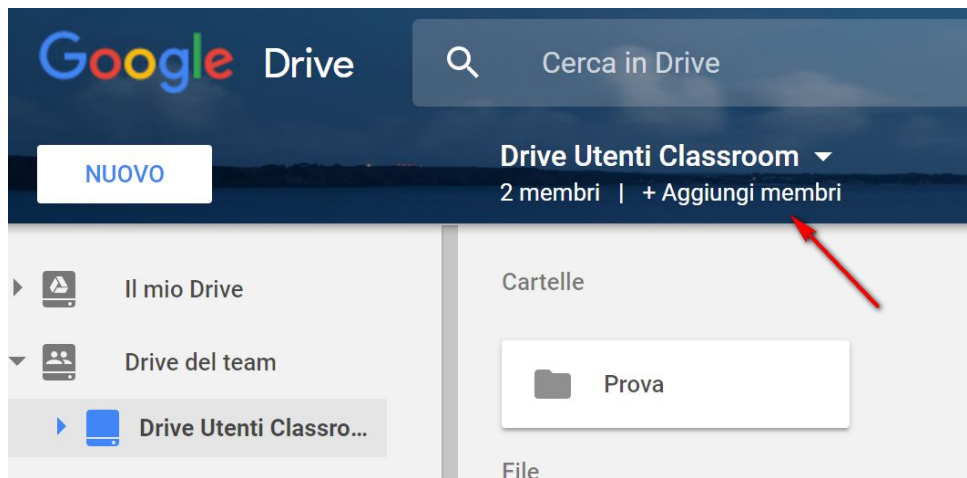 Google Drive
Cerca in Drive
NUOVO
Drive Utenti Classroom
2 membri | + Aggiungi membri
Il mio Drive
Drive del team
Drive Utenti Classro...
Cartelle
Prova
File